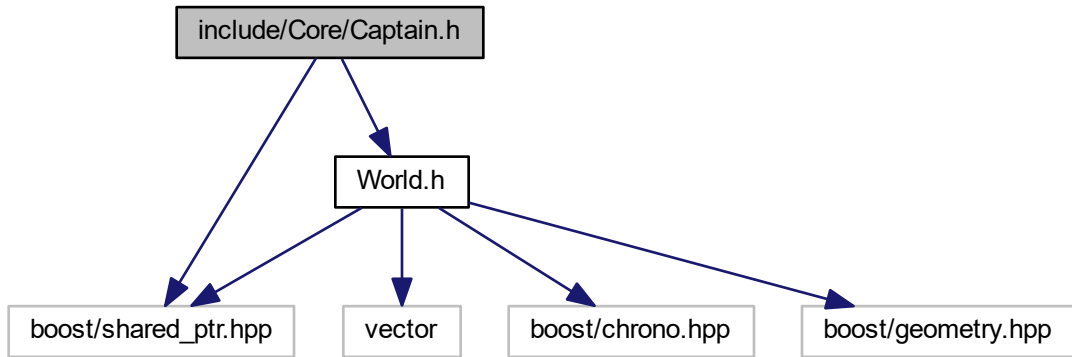 include/Core/Captain.h
World.h
boost/shared_ptr.hpp
vector
boost/chrono.hpp
boost/geometry.hpp